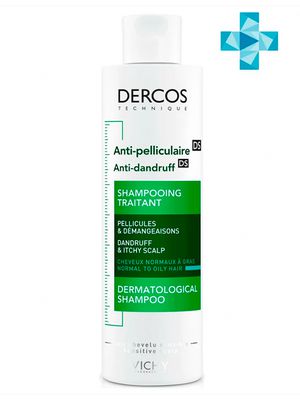 DERCOS
TECHNIQUE
Anti-pelliculaire DS
Anti-dandruff DS
SHAMPOOING
TRAITANT
PELLICULES
& DÉMANGEAISONS
DANDRUFF
& ITCHY SCALP
CHEVEUX NORMAUX À GRAS
NORMAL TO OILY HAIR
DERMATOLOGICAL
SHAMPOO
VICHY